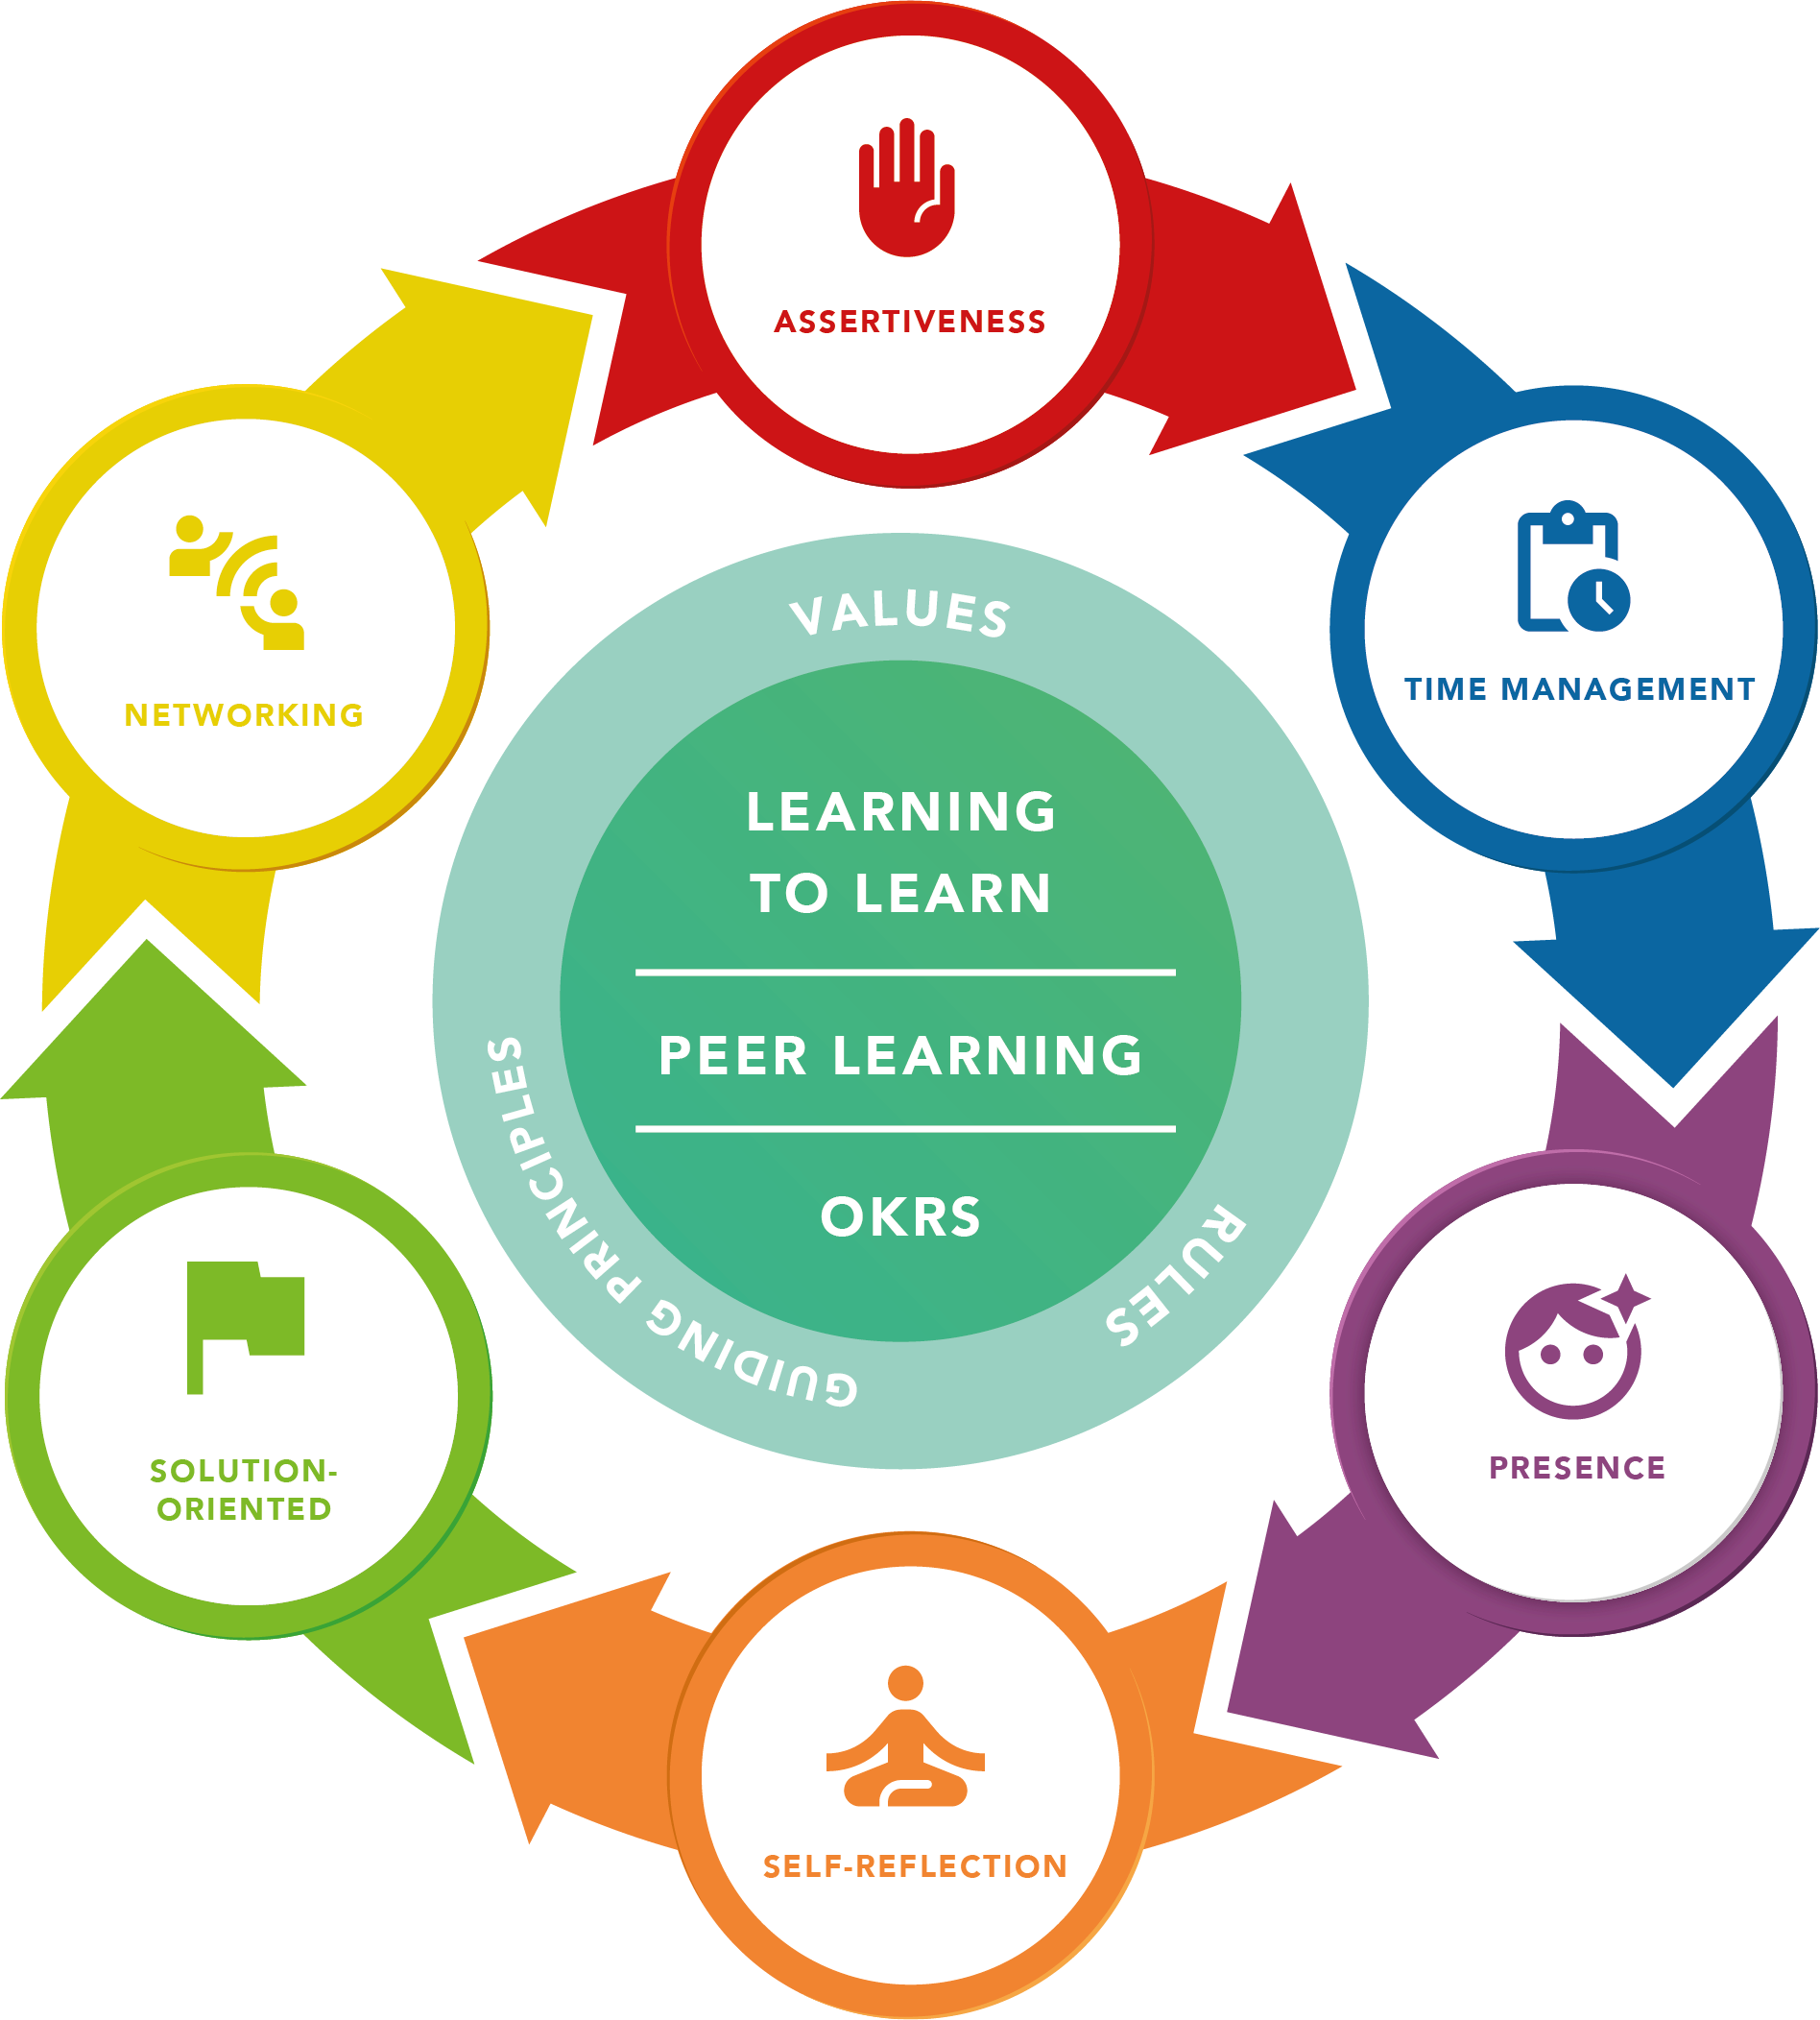 ASSERTIVENESS
TIME MANAGEMENT
PRESENCE
SELF-REFLECTION
SOLUTION-
ORIENTED
NETWORKING
VALUES
RULES
GUIDING PRINCIPLES
LEARNING
TO LEARN
PEER LEARNING
OKRS